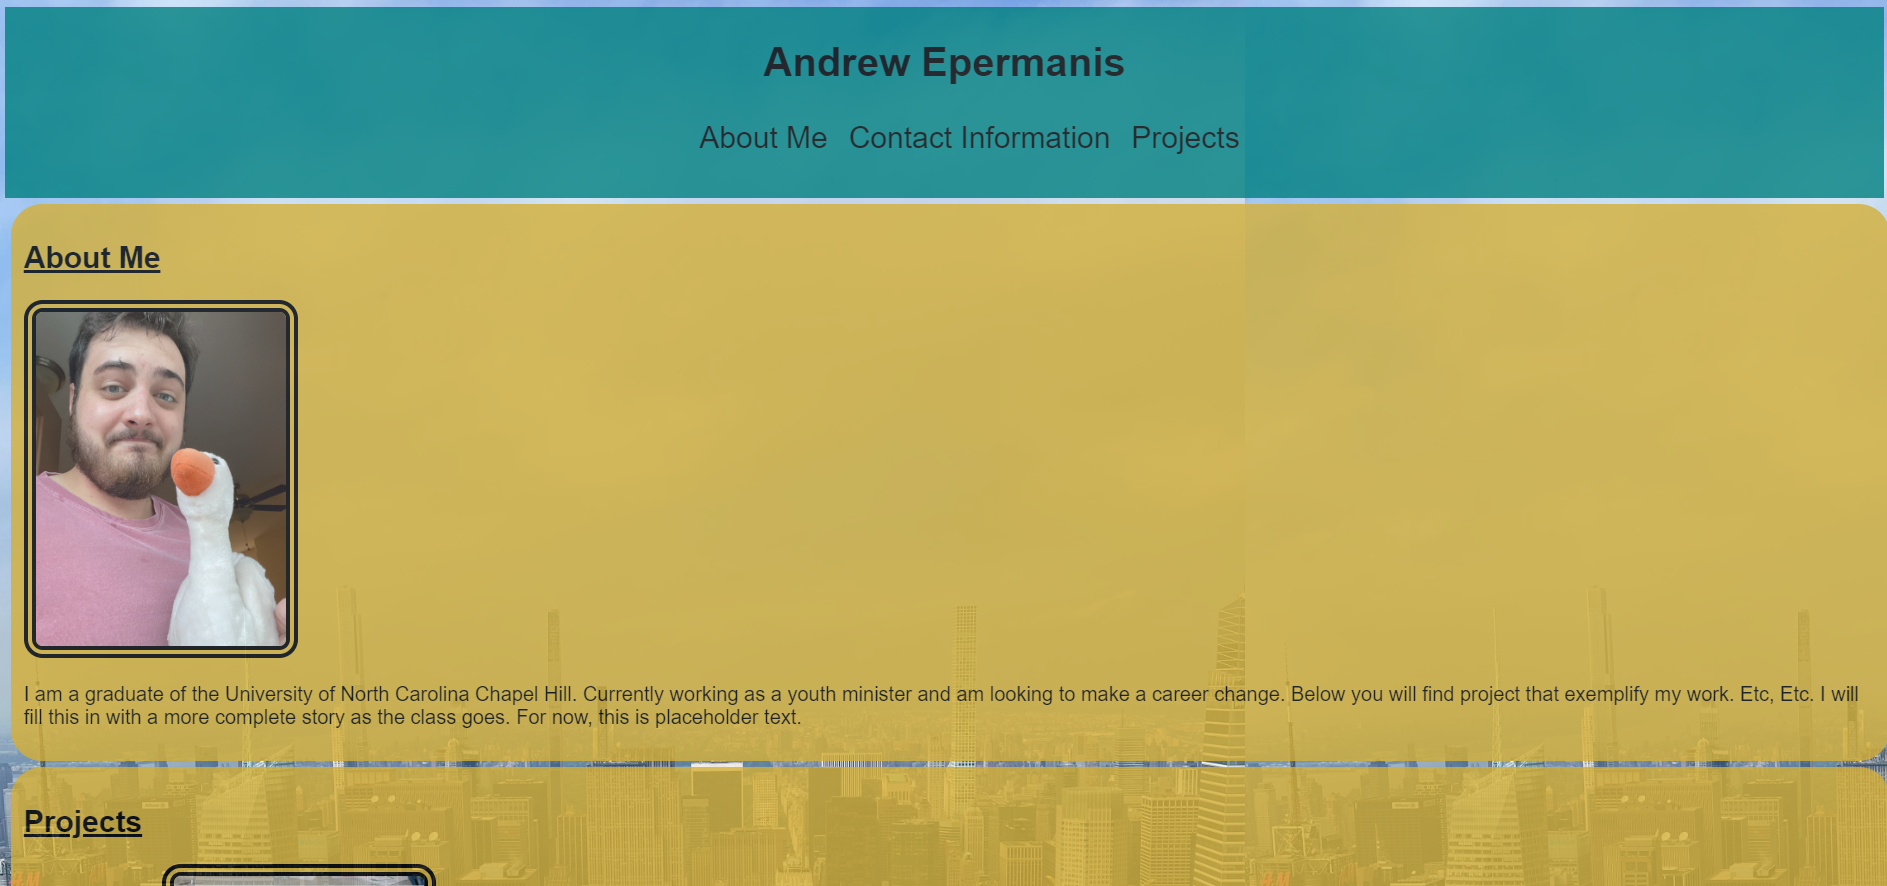 Andrew Epermanis
About Me Contact Information Projects
About Me
I am a graduate of the University of North Carolina Chapel Hill. Currently working as a youth minister and am looking to make a career change. Below you will find project that exemplify my work. Etc, Etc. I will
fill this in with a more complete story as the class goes. For now, this is placeholder text.
Projects